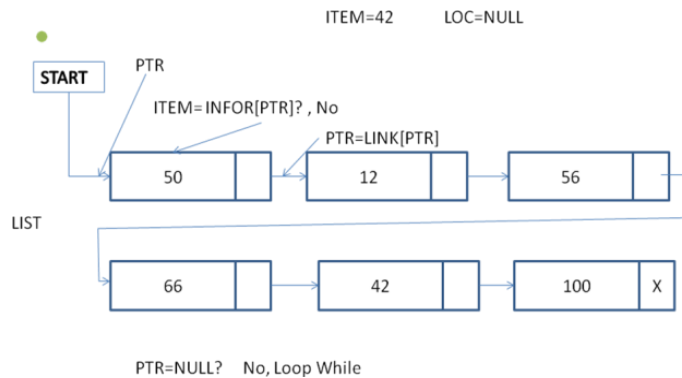 ITEM=42 LOC=NULL
START
PTR
ITEM=INFOR[PTR]? , No
PTR=LINK[PTR]
50 12 56
LIST
66 42 100 X
PTR=NULL? No, Loop While